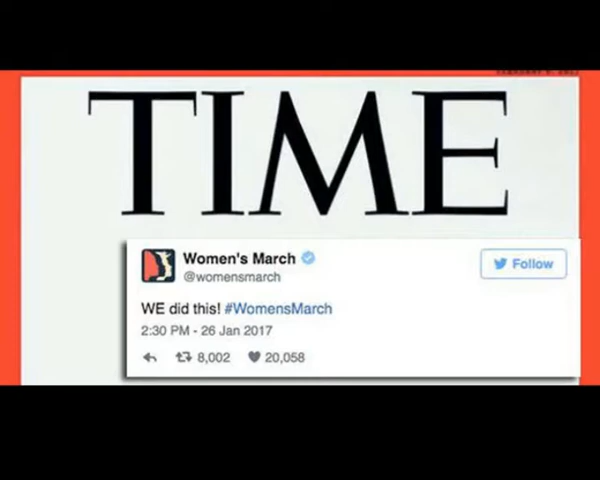 TIME
Women's March
@womensmarch
Follow
WE did this! #WomensMarch
2:30 PM - 26 Jan 2017
8,002 20,058